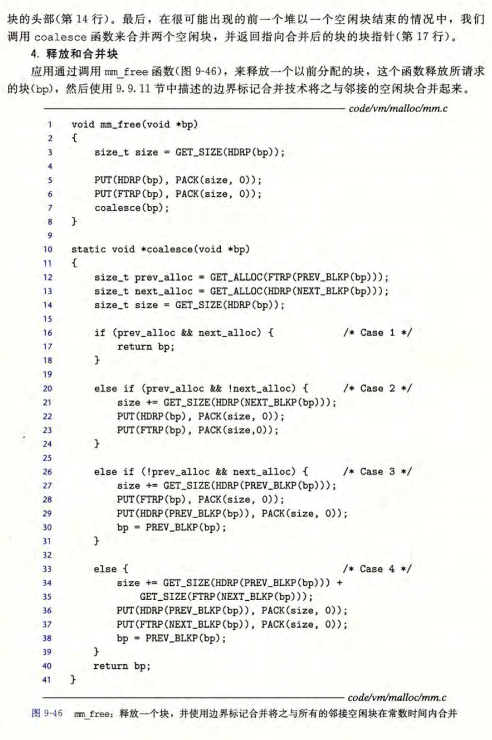 块的头部(第 14 行)。最后，在很可能出现的前一个堆以一个空闲块结束的情况中，我们
调用 coalesce 函数来合并两个空闲块，并返回指向合并后的块的块指针(第 17 行)。
4. 释放和合并块
应用通过调用 mm_free 函数(图 9-46)，来释放一个以前分配的块，这个函数释放所请求
的块(bp)，然后使用 9.9.11 节中描述的边界标记合并技术将之与邻接的空闲块合并起来。
code/vm/malloc/mm.c
1 void mm_free(void *bp)
2 {
3 size_t size = GET_SIZE(HDRP(bp));
4
5 PUT(HDRP(bp), PACK(size, 0));
6 PUT(FTRP(bp), PACK(size, 0));
7 coalesce(bp);
8 }
9
10 static void *coalesce(void *bp)
11 {
12 size_t prev_alloc = GET_ALLOC(FTRP(PREV_BLKP(bp)));
13 size_t next_alloc = GET_ALLOC(HDRP(NEXT_BLKP(bp)));
14 size_t size = GET_SIZE(HDRP(bp));
15
16 if (prev_alloc && next_alloc) { /* Case 1 */
17 return bp;
18 }
19
20 else if (prev_alloc && !next_alloc) { /* Case 2 */
21 size += GET_SIZE(HDRP(NEXT_BLKP(bp)));
22 PUT(HDRP(bp), PACK(size, 0));
23 PUT(FTRP(bp), PACK(size,0));
24 }
25
26 else if (!prev_alloc && next_alloc) { /* Case 3 */
27 size += GET_SIZE(HDRP(PREV_BLKP(bp)));
28 PUT(FTRP(bp), PACK(size, 0));
29 PUT(HDRP(PREV_BLKP(bp)), PACK(size, 0));
30 bp = PREV_BLKP(bp);
31 }
32
33 else { /* Case 4 */
34 size += GET_SIZE(HDRP(PREV_BLKP(bp))) +
35 GET_SIZE(FTRP(NEXT_BLKP(bp)));
36 PUT(HDRP(PREV_BLKP(bp)), PACK(size, 0));
37 PUT(FTRP(NEXT_BLKP(bp)), PACK(size, 0));
38 bp = PREV_BLKP(bp);
39 }
40 return bp;
41 }
code/vm/malloc/mm.c
图 9-46 mm_free：释放一个块，并使用边界标记合并将之与所有的邻接空闲块在常数时间内合并